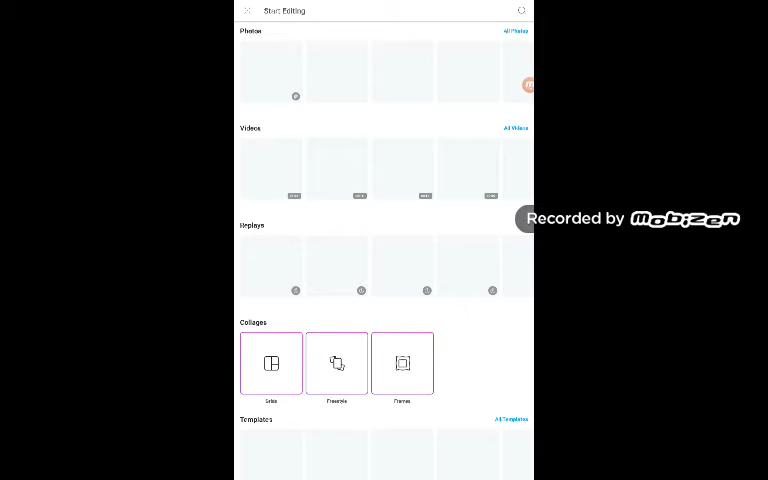 Start Editing
Photos
All Photos
Videos
All Videos
Recorded by Mobizen
Replays
Collages
Grids
Freestyle
Frames
Templates
All Templates